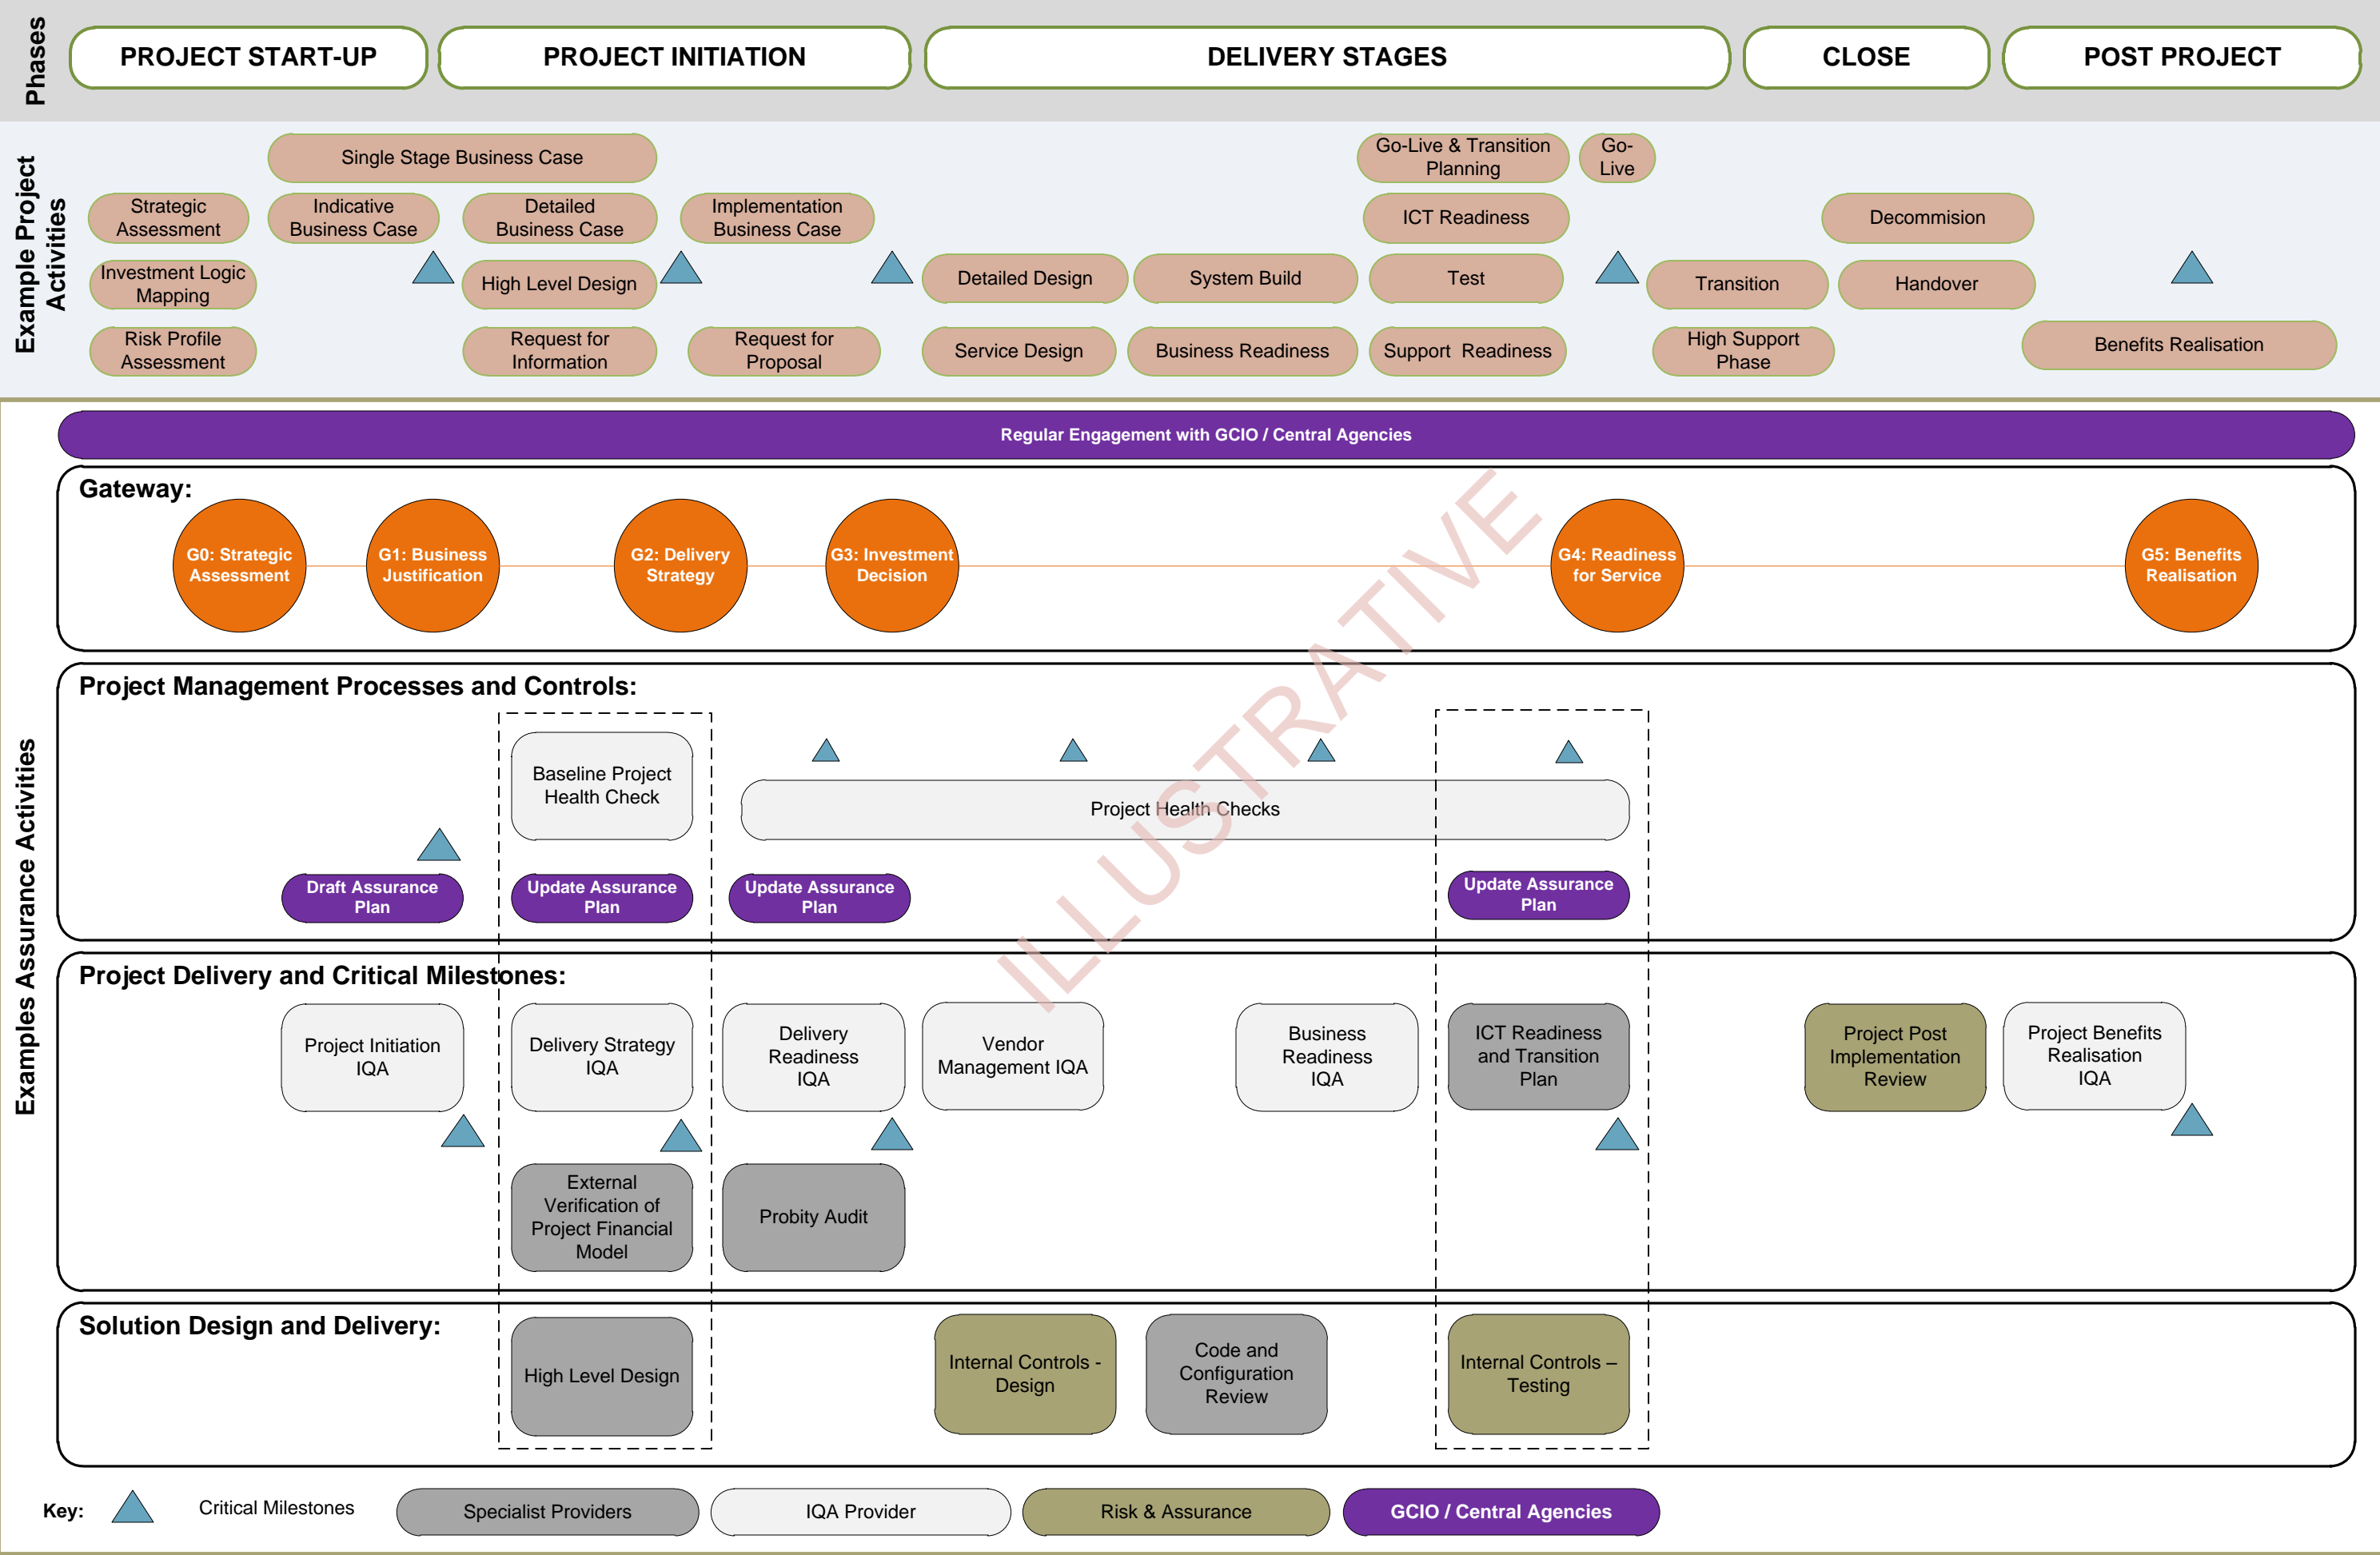 Phases
PROJECT START-UP
PROJECT INITIATION
DELIVERY STAGES
CLOSE
POST PROJECT
Example Project
Activities
Single Stage Business Case
Go-Live & Transition
Planning
Go-
Live
Strategic
Assessment
Indicative
Business Case
Detailed
Business Case
Implementation
Business Case
ICT Readiness
Decommision
Investment Logic
Mapping
High Level Design
Detailed Design
System Build
Test
Transition
Handover
Risk Profile
Assessment
Request for
Information
Request for
Proposal
Service Design
Business Readiness
Support  Readiness
High Support
Phase
Benefits Realisation
Examples Assurance Activities
Regular Engagement with GCIO / Central Agencies
Gateway:
G0: Strategic
Assessment
G1: Business
Justification
G2: Delivery
Strategy
G3: Investment
Decision
G4: Readiness
for Service
G5: Benefits
Realisation
ILLUSTRATIVE
Project Management Processes and Controls:
Baseline Project
Health Check
Project Health Checks
Draft Assurance
Plan
Update Assurance
Plan
Update Assurance
Plan
Update Assurance
Plan
Project Delivery and Critical Milestones:
Project Initiation
IQA
Delivery Strategy
IQA
Delivery
Readiness
IQA
Vendor
Management IQA
Business
Readiness
IQA
ICT Readiness
and Transition
Plan
Project Post
Implementation
Review
Project Benefits
Realisation
IQA
External
Verification of
Project Financial
Model
Probity Audit
Solution Design and Delivery:
High Level Design
Internal Controls -
Design
Code and
Configuration
Review
Internal Controls –
Testing
Key:
Critical Milestones
Specialist Providers
IQA Provider
Risk & Assurance
GCIO / Central Agencies